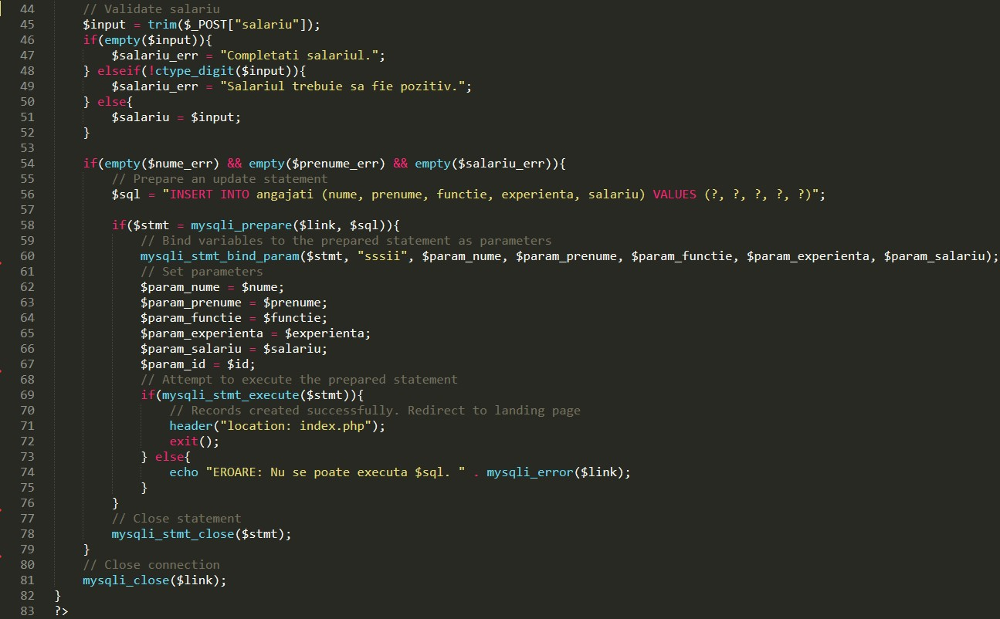 44 // Validate salariu
45 $input = trim($_POST["salariu"]);
46 if(empty($input)){
47 $salariu_err = "Completati salariul.";
48 } elseif(!ctype_digit($input)){
49 $salariu_err = "Salariul trebuie sa fie pozitiv.";
50 } else{
51 $salariu = $input;
52 }
53
54 if(empty($nume_err) && empty($prenume_err) && empty($salariu_err)){
55 // Prepare an update statement
56 $sql = "INSERT INTO angajati (nume, prenume, functie, experienta, salariu) VALUES (?, ?, ?, ?, ?)";
57
58 if($stmt = mysqli_prepare($link, $sql)){
59 // Bind variables to the prepared statement as parameters
60 mysqli_stmt_bind_param($stmt, "sssii", $param_nume, $param_prenume, $param_functie, $param_experienta, $param_salariu);
61 // Set parameters
62 $param_nume = $nume;
63 $param_prenume = $prenume;
64 $param_functie = $functie;
65 $param_experienta = $experienta;
66 $param_salariu = $salariu;
67 $param_id = $id;
68 // Attempt to execute the prepared statement
69 if(mysqli_stmt_execute($stmt)){
70 // Records created successfully. Redirect to landing page
71 header("location: index.php");
72 exit();
73 } else{
74 echo "EROARE: Nu se poate executa $sql. " . mysqli_error($link);
75 }
76 }
77 // Close statement
78 mysqli_stmt_close($stmt);
79 }
80 // Close connection
81 mysqli_close($link);
82 }
83 ?>